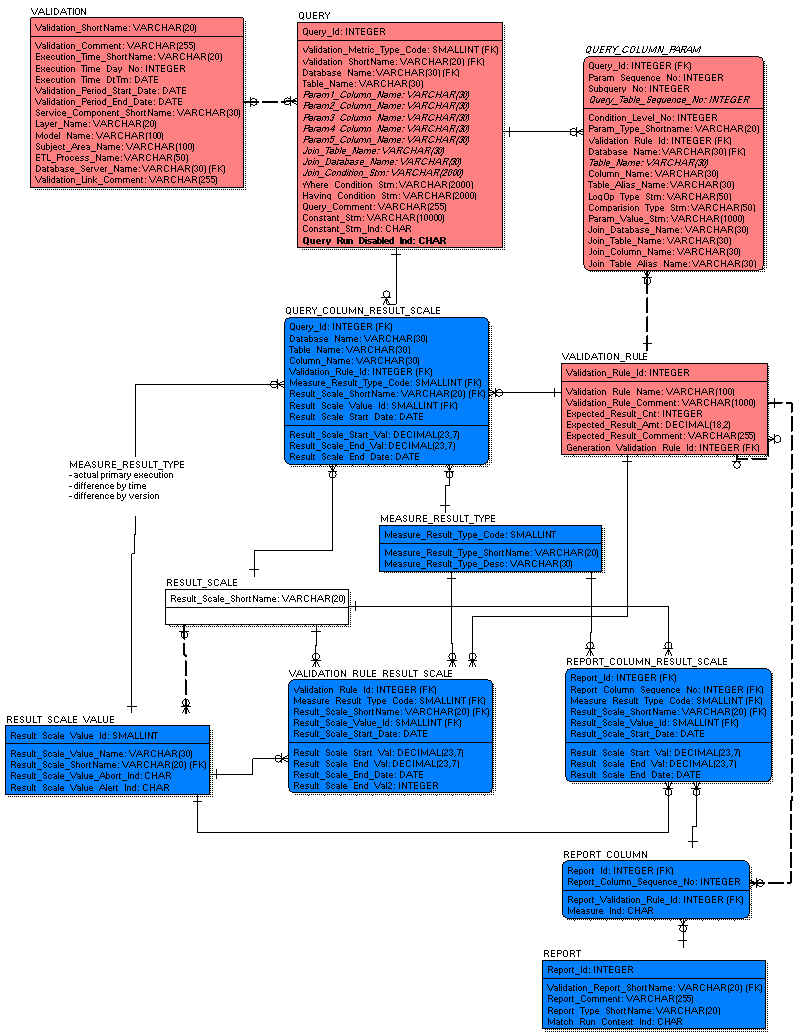 VALIDATION
Validation_ShortName: VARCHAR(20)
Validation_Comment: VARCHAR(255)
Execution_Time_ShortName: VARCHAR(20)
Execution_Time_Day_No: INTEGER
Execution_Time_DtTm: DATE
Validation_Period_Start_Date: DATE
Validation_Period_End_Date: DATE
Service_Component_ShortName: VARCHAR(30)
Layer_Name: VARCHAR(20)
Model_Name: VARCHAR(100)
Subject_Area_Name: VARCHAR(100)
ETL_Process_Name: VARCHAR(50)
Database_Server_Name: VARCHAR(30) (FK)
Validation_Link_Comment: VARCHAR(255)
QUERY
Query_Id: INTEGER
Validation_Metric_Type_Code: SMALLINT (FK)
Validation_ShortName: VARCHAR(20) (FK)
Database_Name: VARCHAR(30) (FK)
Table_Name: VARCHAR(30)
Param1_Column_Name: VARCHAR(30)
Param2_Column_Name: VARCHAR(30)
Param3_Column_Name: VARCHAR(30)
Param4_Column_Name: VARCHAR(30)
Param5_Column_Name: VARCHAR(30)
Join_Table_Name: VARCHAR(30)
Join_Database_Name: VARCHAR(30)
Join_Condition_Stm: VARCHAR(2000)
Where_Condition_Stm: VARCHAR(2000)
Having_Condition_Stm: VARCHAR(2000)
Query_Comment: VARCHAR(255)
Constant_Stm: VARCHAR(10000)
Constant_Stm_Ind: CHAR
Query_Run_Disabled_Ind: CHAR
QUERY_COLUMN_PARAM
Query_Id: INTEGER (FK)
Param_Sequence_No: INTEGER
Subquery_No: INTEGER
Query_Table_Sequence_No: INTEGER
Condition_Level_No: INTEGER
Param_Type_Shortname: VARCHAR(20)
Validation_Rule_Id: INTEGER (FK)
Database_Name: VARCHAR(30) (FK)
Table_Name: VARCHAR(30)
Column_Name: VARCHAR(30)
Table_Alias_Name: VARCHAR(30)
LogOp_Type_Stm: VARCHAR(50)
Comparision_Type_Stm: VARCHAR(50)
Param_Value_Stm: VARCHAR(1000)
Join_Database_Name: VARCHAR(30)
Join_Table_Name: VARCHAR(30)
Join_Column_Name: VARCHAR(30)
Join_Table_Alias_Name: VARCHAR(30)
QUERY_COLUMN_RESULT_SCALE
Query_Id: INTEGER (FK)
Database_Name: VARCHAR(30)
Table_Name: VARCHAR(30)
Column_Name: VARCHAR(30)
Validation_Rule_Id: INTEGER (FK)
Measure_Result_Type_Code: SMALLINT (FK)
Result_Scale_ShortName: VARCHAR(20) (FK)
Result_Scale_Value_Id: SMALLINT (FK)
Result_Scale_Start_Date: DATE
Result_Scale_Start_Val: DECIMAL(23,7)
Result_Scale_End_Val: DECIMAL(23,7)
Result_Scale_End_Date: DATE
VALIDATION_RULE
Validation_Rule_Id: INTEGER
Validation_Rule_Name: VARCHAR(100)
Validation_Rule_Comment: VARCHAR(1000)
Expected_Result_Cnt: INTEGER
Expected_Result_Amt: DECIMAL(18,2)
Expected_Result_Comment: VARCHAR(255)
Generation_Validation_Rule_Id: INTEGER (FK)
MEASURE_RESULT_TYPE
- actual primary execution
- difference by time
- difference by version
MEASURE_RESULT_TYPE
Measure_Result_Type_Code: SMALLINT
Measure_Result_Type_ShortName: VARCHAR(20)
Measure_Result_Type_Desc: VARCHAR(30)
RESULT_SCALE
Result_Scale_ShortName: VARCHAR(20)
VALIDATION_RULE_RESULT_SCALE
Validation_Rule_Id: INTEGER (FK)
Measure_Result_Type_Code: SMALLINT (FK)
Result_Scale_ShortName: VARCHAR(20) (FK)
Result_Scale_Value_Id: SMALLINT (FK)
Result_Scale_Start_Date: DATE
Result_Scale_Start_Val: DECIMAL(23,7)
Result_Scale_End_Val: DECIMAL(23,7)
Result_Scale_End_Date: DATE
Result_Scale_End_Val2: INTEGER
REPORT_COLUMN_RESULT_SCALE
Report_Id: INTEGER (FK)
Report_Column_Sequence_No: INTEGER (FK)
Measure_Result_Type_Code: SMALLINT (FK)
Result_Scale_ShortName: VARCHAR(20) (FK)
Result_Scale_Value_Id: SMALLINT (FK)
Result_Scale_Start_Date: DATE
Result_Scale_Start_Val: DECIMAL(23,7)
Result_Scale_End_Val: DECIMAL(23,7)
Result_Scale_End_Date: DATE
RESULT_SCALE_VALUE
Result_Scale_Value_Id: SMALLINT
Result_Scale_Value_Name: VARCHAR(30)
Result_Scale_ShortName: VARCHAR(20) (FK)
Result_Scale_Value_Abort_Ind: CHAR
Result_Scale_Value_Alert_Ind: CHAR
REPORT_COLUMN
Report_Id: INTEGER (FK)
Report_Column_Sequence_No: INTEGER
Report_Validation_Rule_Id: INTEGER (FK)
Measure_Ind: CHAR
REPORT
Report_Id: INTEGER
Validation_Report_ShortName: VARCHAR(20) (FK)
Report_Comment: VARCHAR(255)
Report_Type_ShortName: VARCHAR(20)
Match_Run_Context_Ind: CHAR